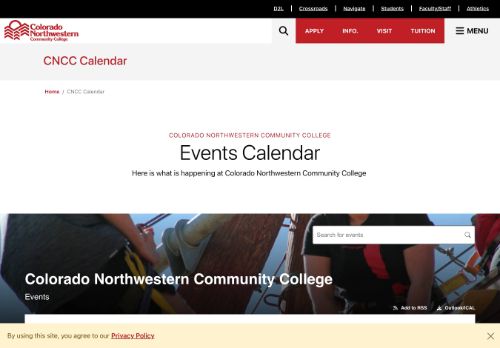 D2L | Crossroads | Navigate | Students | Faculty/Staff | Athletics
Colorado
Northwestern
Community College
APPLY INFO. VISIT TUITION MENU
CNCC Calendar
Home / CNCC Calendar
COLORADO NORTHWESTERN COMMUNITY COLLEGE
Events Calendar
Here is what is happening at Colorado Northwestern Community College
Search for events
Colorado Northwestern Community College
Events
Add to RSS / Outlook/iCAL
By using this site, you agree to our Privacy Policy